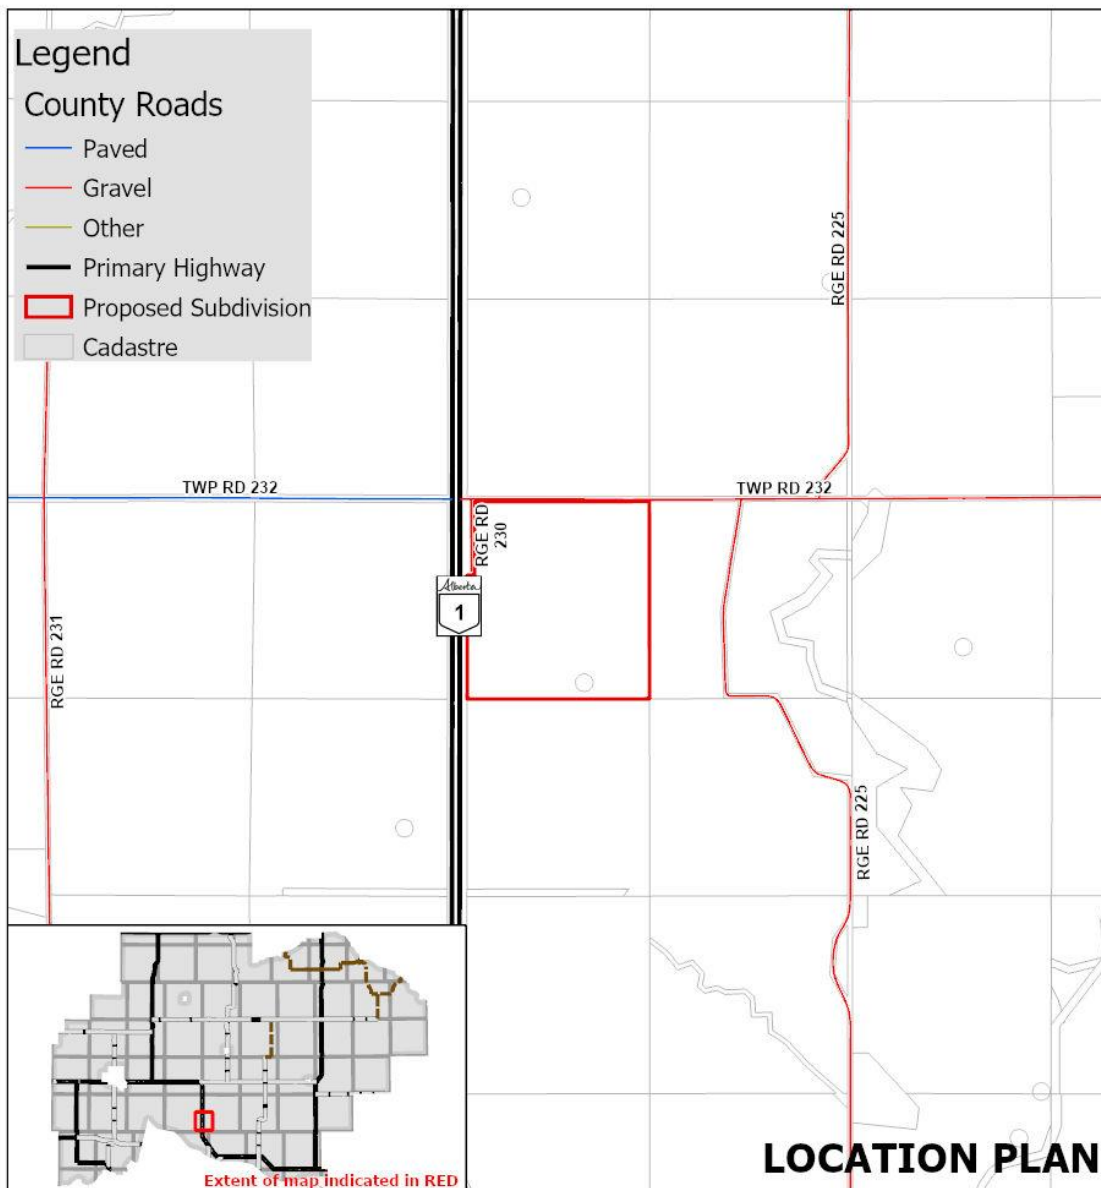 Legend
County Roads
Paved
Gravel
Other
Primary Highway
Proposed Subdivision
Cadastre
RGE RD 225
TWP RD 232
TWP RD 232
RGE RD
230
Alberta
1
RGE RD 231
RGE RD 225
Extent of map indicated in RED
LOCATION PLAN